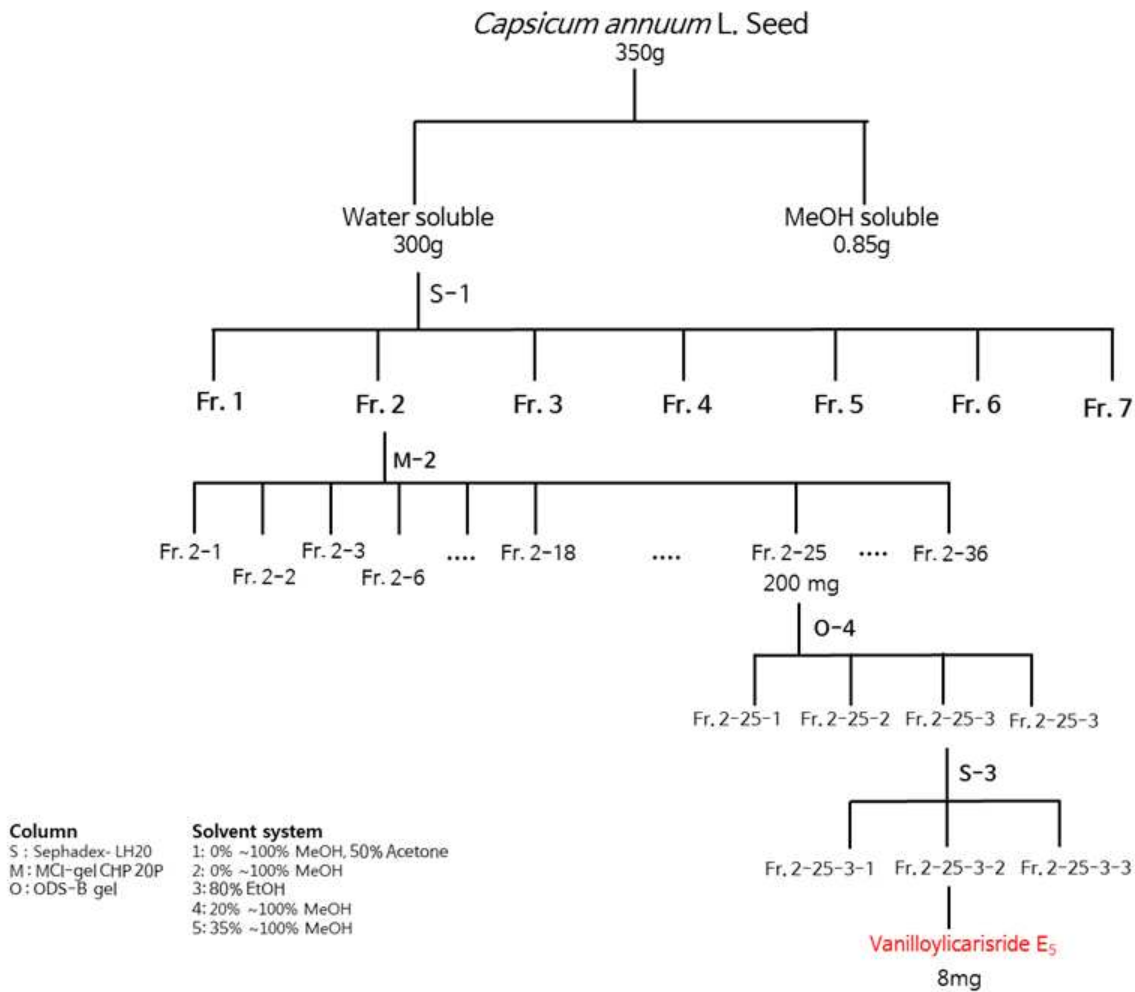 Capsicum annuum L. Seed
350g
Water soluble
300g
MeOH soluble
0.85g
S-1
Fr. 1
Fr. 2
Fr. 3
Fr. 4
Fr. 5
Fr. 6
Fr. 7
M-2
Fr. 2-1
Fr. 2-2
Fr. 2-3
Fr. 2-6
....
Fr. 2-18
....
Fr. 2-25
....
Fr. 2-36
200 mg
O-4
Fr. 2-25-1
Fr. 2-25-2
Fr. 2-25-3
Fr. 2-25-3
S-3
Fr. 2-25-3-1
Fr. 2-25-3-2
Fr. 2-25-3-3
Vanilloylicarisride E₅
8mg
Column
S : Sephadex- LH20
M : MCI-gel CHP 20P
O : ODS-B gel
Solvent system
1: 0% ~100% MeOH, 50% Acetone
2: 0% ~100% MeOH
3: 80% EtOH
4: 20% ~100% MeOH
5: 35% ~100% MeOH